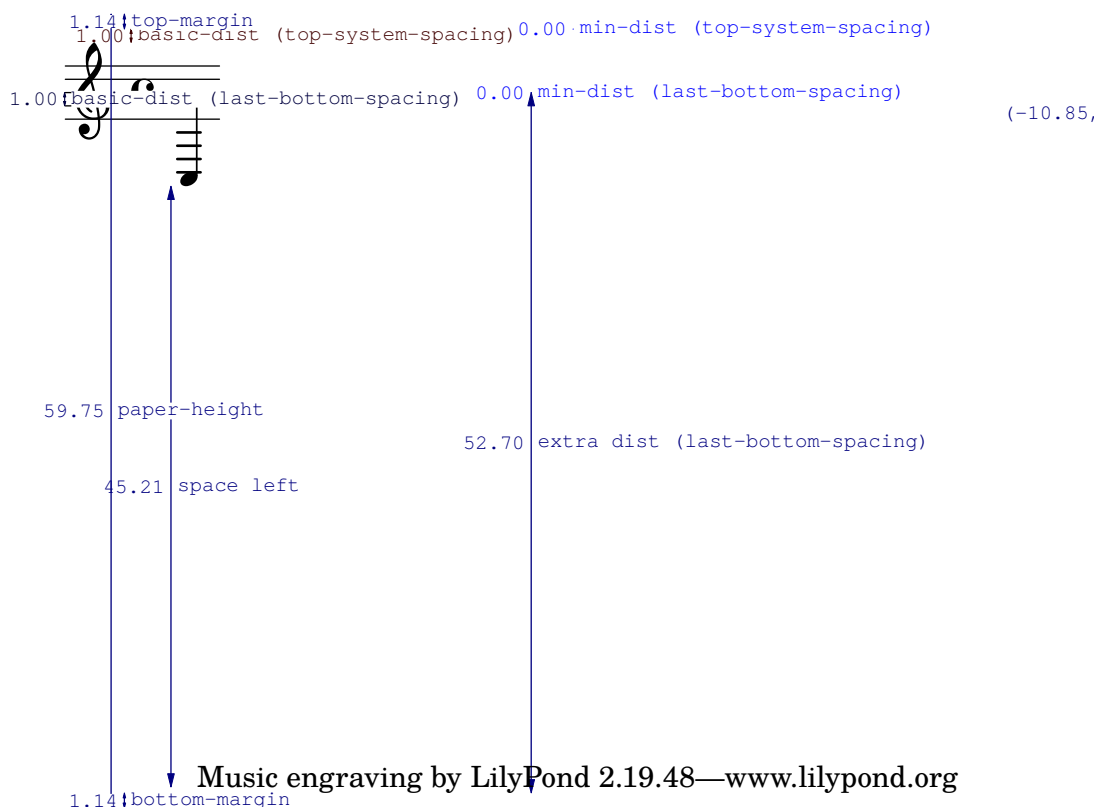 1.14 top-margin
1.00 basic-dist (top-system-spacing) 0.00 min-dist (top-system-spacing)
1.00 basic-dist (last-bottom-spacing) 0.00 min-dist (last-bottom-spacing)
(-10.85,
59.75 paper-height
52.70 extra dist (last-bottom-spacing)
45.21 space left
Music engraving by LilyPond 2.19.48—www.lilypond.org
1.14 bottom-margin